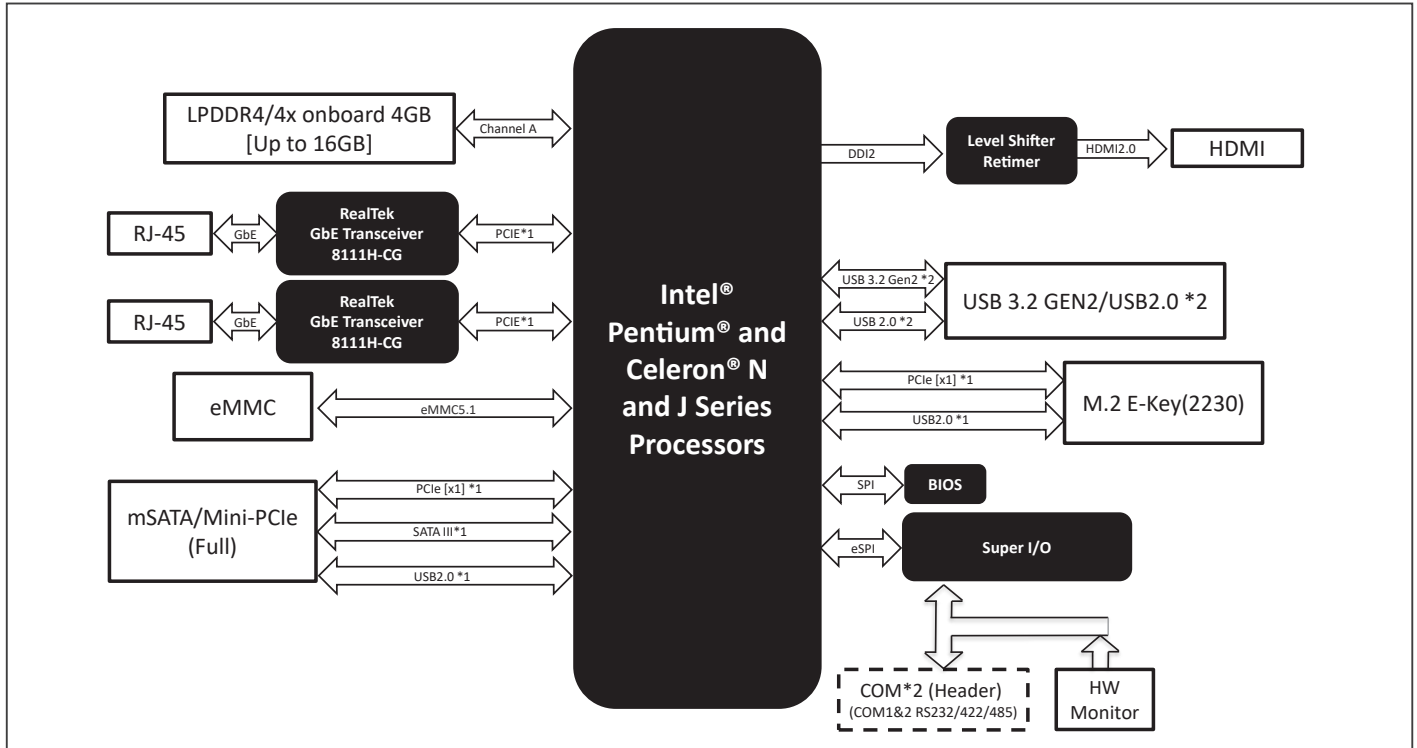 LPDDR4/4x onboard 4GB
[Up to 16GB]
Channel A
RJ-45
GbE
RealTek
GbE Transceiver
8111H-CG
PCIE*1
RJ-45
GbE
RealTek
GbE Transceiver
8111H-CG
PCIE*1
eMMC
eMMC5.1
mSATA/Mini-PCIe
(Full)
PCIe [x1] *1
SATA III*1
USB2.0 *1
Intel®
Pentium® and
Celeron® N
and J Series
Processors
DDI2
Level Shifter
Retimer
HDMI2.0
HDMI
USB 3.2 Gen2 *2
USB 2.0 *2
USB 3.2 GEN2/USB2.0 *2
PCIe [x1] *1
USB2.0 *1
M.2 E-Key(2230)
SPI
BIOS
eSPI
Super I/O
COM*2 (Header)
(COM1&2 RS232/422/485)
HW
Monitor